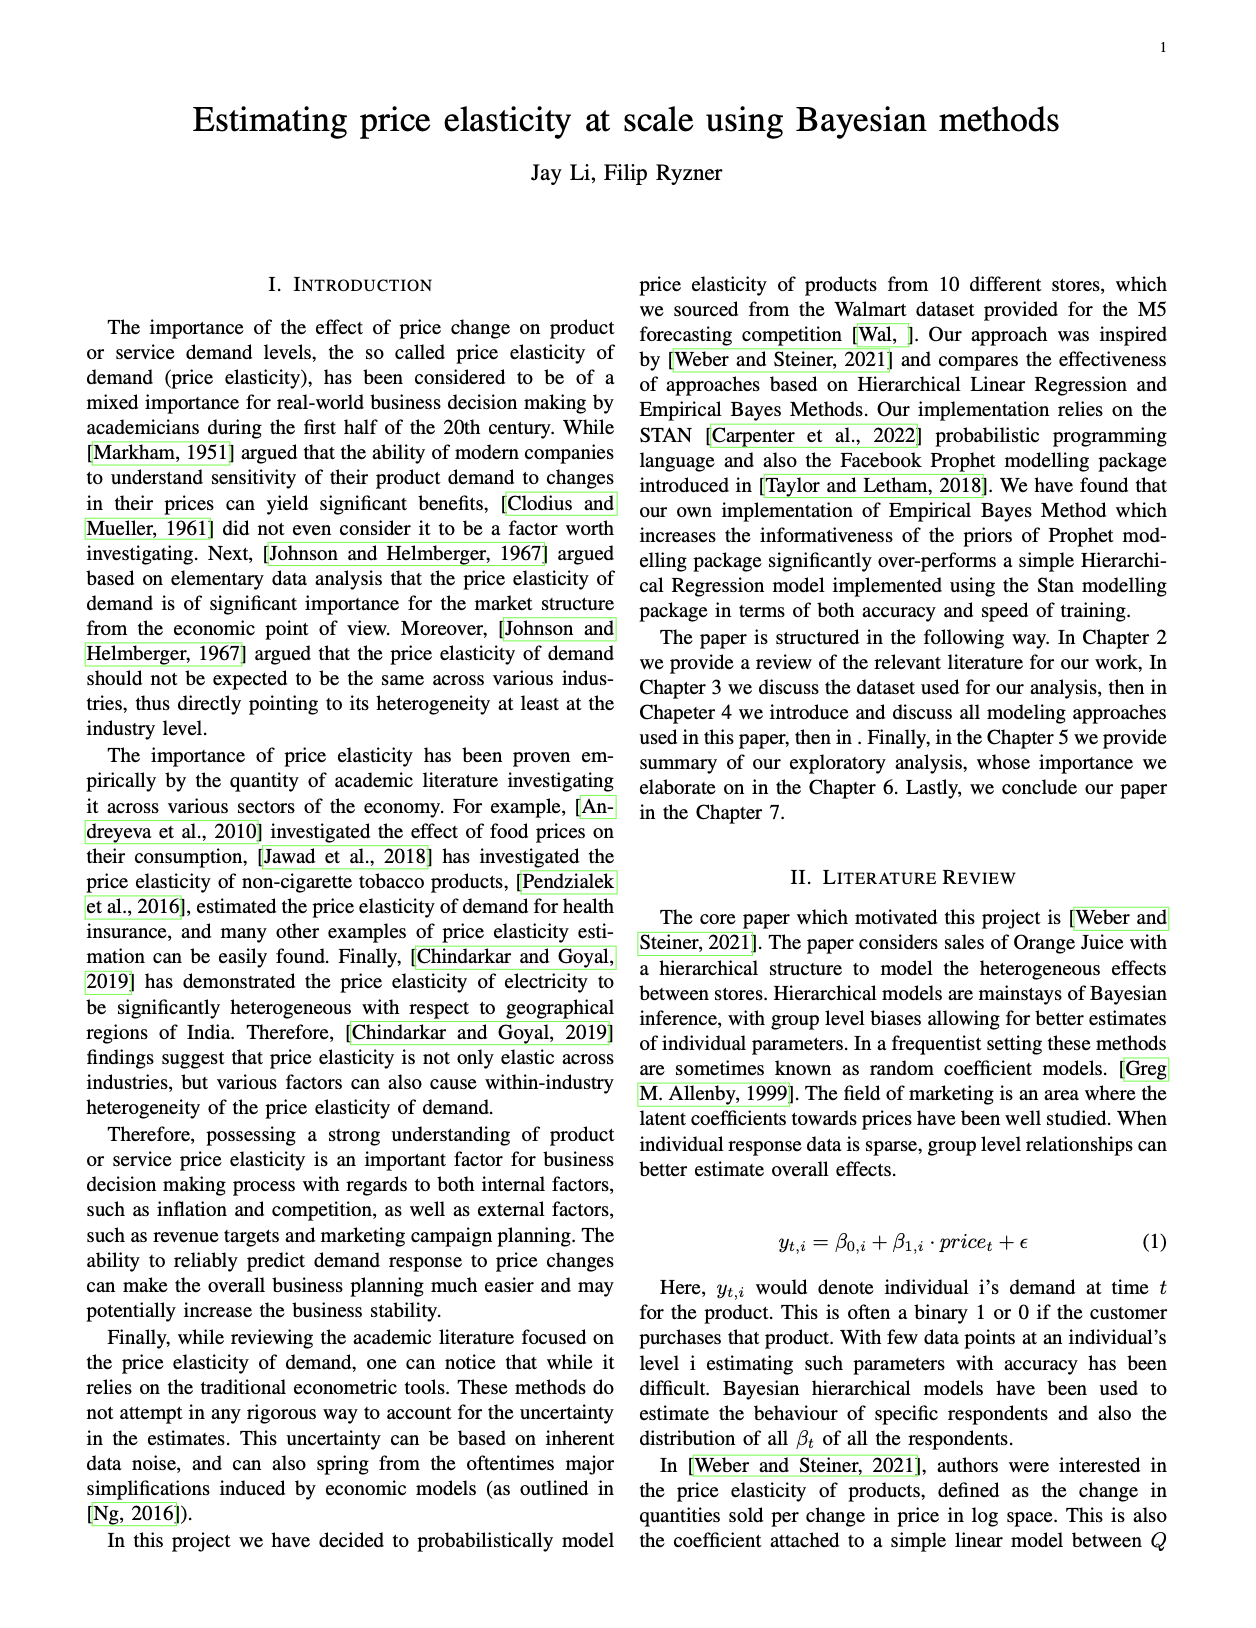 1
Estimating price elasticity at scale using Bayesian methods
Jay Li, Filip Ryzner
I. INTRODUCTION
The importance of the effect of price change on product
or service demand levels, the so called price elasticity of
demand (price elasticity), has been considered to be of a
mixed importance for real-world business decision making by
academicians during the first half of the 20th century. While
[Markham, 1951] argued that the ability of modern companies
to understand sensitivity of their product demand to changes
in their prices can yield significant benefits, [Clodius and
Mueller, 1961] did not even consider it to be a factor worth
investigating. Next, [Johnson and Helmberger, 1967] argued
based on elementary data analysis that the price elasticity of
demand is of significant importance for the market structure
from the economic point of view. Moreover, [Johnson and
Helmberger, 1967] argued that the price elasticity of demand
should not be expected to be the same across various indus-
tries, thus directly pointing to its heterogeneity at least at the
industry level.
The importance of price elasticity has been proven em-
pirically by the quantity of academic literature investigating
it across various sectors of the economy. For example, [An-
dreyeva et al., 2010] investigated the effect of food prices on
their consumption, [Jawad et al., 2018] has investigated the
price elasticity of non-cigarette tobacco products, [Pendzialek
et al., 2016], estimated the price elasticity of demand for health
insurance, and many other examples of price elasticity esti-
mation can be easily found. Finally, [Chindarkar and Goyal,
2019] has demonstrated the price elasticity of electricity to
be significantly heterogeneous with respect to geographical
regions of India. Therefore, [Chindarkar and Goyal, 2019]
findings suggest that price elasticity is not only elastic across
industries, but various factors can also cause within-industry
heterogeneity of the price elasticity of demand.
Therefore, possessing a strong understanding of product
or service price elasticity is an important factor for business
decision making process with regards to both internal factors,
such as inflation and competition, as well as external factors,
such as revenue targets and marketing campaign planning. The
ability to reliably predict demand response to price changes
can make the overall business planning much easier and may
potentially increase the business stability.
Finally, while reviewing the academic literature focused on
the price elasticity of demand, one can notice that while it
relies on the traditional econometric tools. These methods do
not attempt in any rigorous way to account for the uncertainty
in the estimates. This uncertainty can be based on inherent
data noise, and can also spring from the oftentimes major
simplifications induced by economic models (as outlined in
[Ng, 2016]).
In this project we have decided to probabilistically model
price elasticity of products from 10 different stores, which
we sourced from the Walmart dataset provided for the M5
forecasting competition [Wal, ]. Our approach was inspired
by [Weber and Steiner, 2021] and compares the effectiveness
of approaches based on Hierarchical Linear Regression and
Empirical Bayes Methods. Our implementation relies on the
STAN [Carpenter et al., 2022] probabilistic programming
language and also the Facebook Prophet modelling package
introduced in [Taylor and Letham, 2018]. We have found that
our own implementation of Empirical Bayes Method which
increases the informativeness of the priors of Prophet mod-
elling package significantly over-performs a simple Hierarchi-
cal Regression model implemented using the Stan modelling
package in terms of both accuracy and speed of training.
The paper is structured in the following way. In Chapter 2
we provide a review of the relevant literature for our work, In
Chapter 3 we discuss the dataset used for our analysis, then in
Chapeter 4 we introduce and discuss all modeling approaches
used in this paper, then in . Finally, in the Chapter 5 we provide
summary of our exploratory analysis, whose importance we
elaborate on in the Chapter 6. Lastly, we conclude our paper
in the Chapter 7.
II. LITERATURE REVIEW
The core paper which motivated this project is [Weber and
Steiner, 2021]. The paper considers sales of Orange Juice with
a hierarchical structure to model the heterogeneous effects
between stores. Hierarchical models are mainstays of Bayesian
inference, with group level biases allowing for better estimates
of individual parameters. In a frequentist setting these methods
are sometimes known as random coefficient models. [Greg
M. Allenby, 1999]. The field of marketing is an area where the
latent coefficients towards prices have been well studied. When
individual response data is sparse, group level relationships can
better estimate overall effects.
y_{t,i} = β_{0,i} + β_{1,i} · price_t + ϵ (1)
Here, y_{t,i} would denote individual i's demand at time t
for the product. This is often a binary 1 or 0 if the customer
purchases that product. With few data points at an individual's
level i estimating such parameters with accuracy has been
difficult. Bayesian hierarchical models have been used to
estimate the behaviour of specific respondents and also the
distribution of all β_t of all the respondents.
In [Weber and Steiner, 2021], authors were interested in
the price elasticity of products, defined as the change in
quantities sold per change in price in log space. This is also
the coefficient attached to a simple linear model between Q